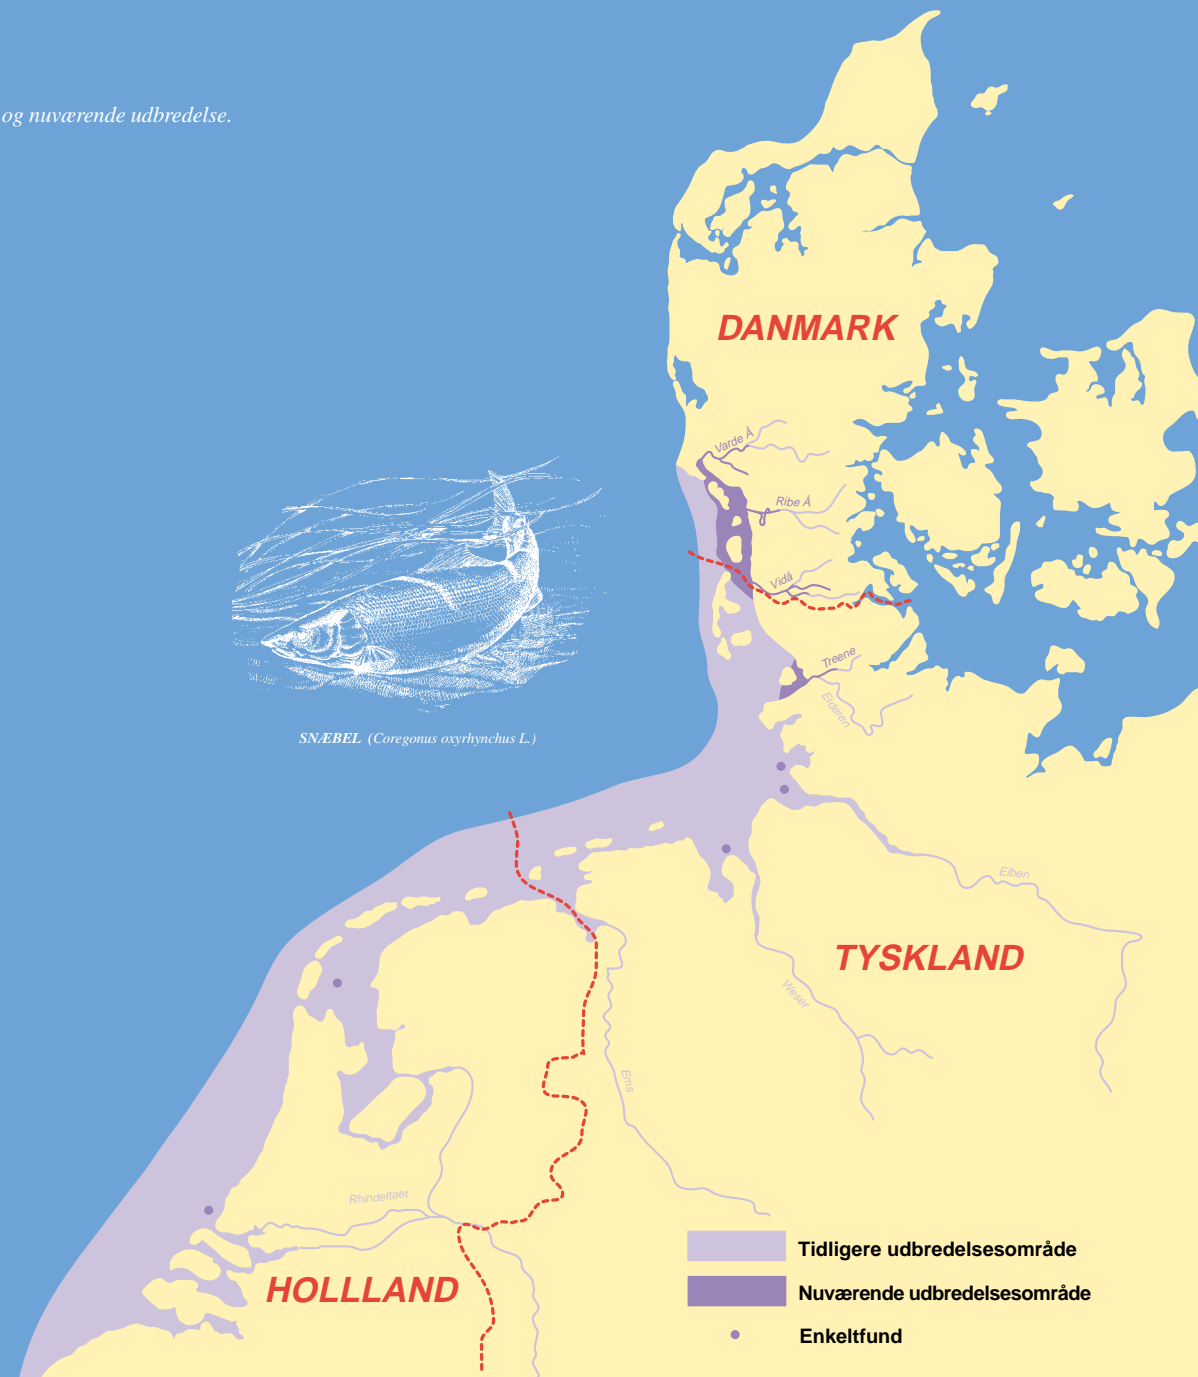 og nuværende udbredelse.
DANMARK
Varde Å
Ribe Å
Vidå
Treene
Eideren
SNÆBEL (Coregonus oxyrhynchus L.)
Elben
TYSKLAND
Weser
Ems
Rhindeltaet
HOLLLAND
Tidligere udbredelsesområde
Nuværende udbredelsesområde
Enkeltfund